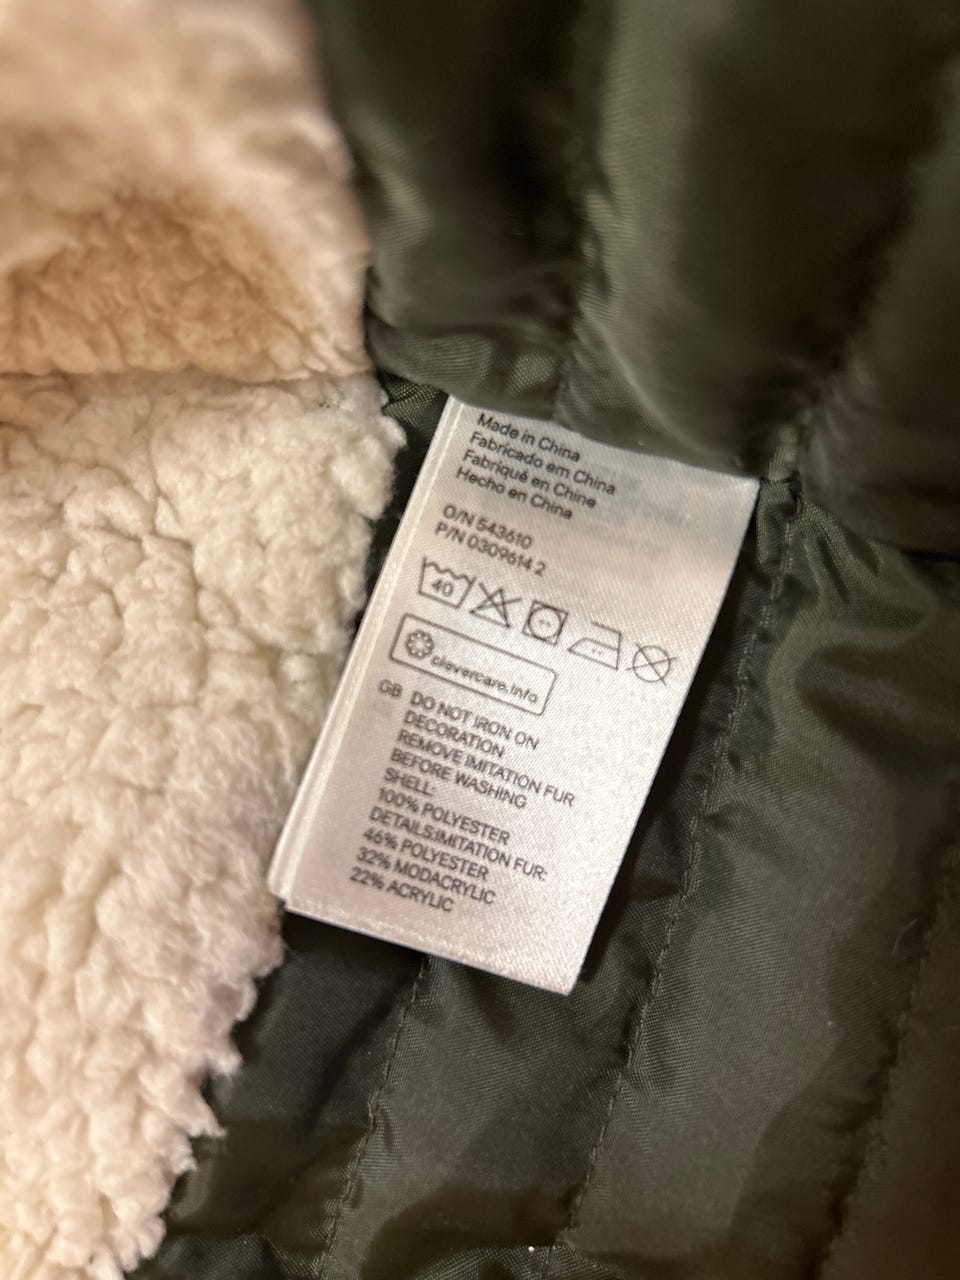 Made in China
Fabricado em China
Fabriqué en Chine
Hecho en China
O/N 543610
P/N 0309614 2
40
clevercare.info
GB DO NOT IRON ON
DECORATION
REMOVE IMITATION FUR
BEFORE WASHING
SHELL:
100% POLYESTER
DETAILS:IMITATION FUR:
46% POLYESTER
32% MODACRYLIC
22% ACRYLIC